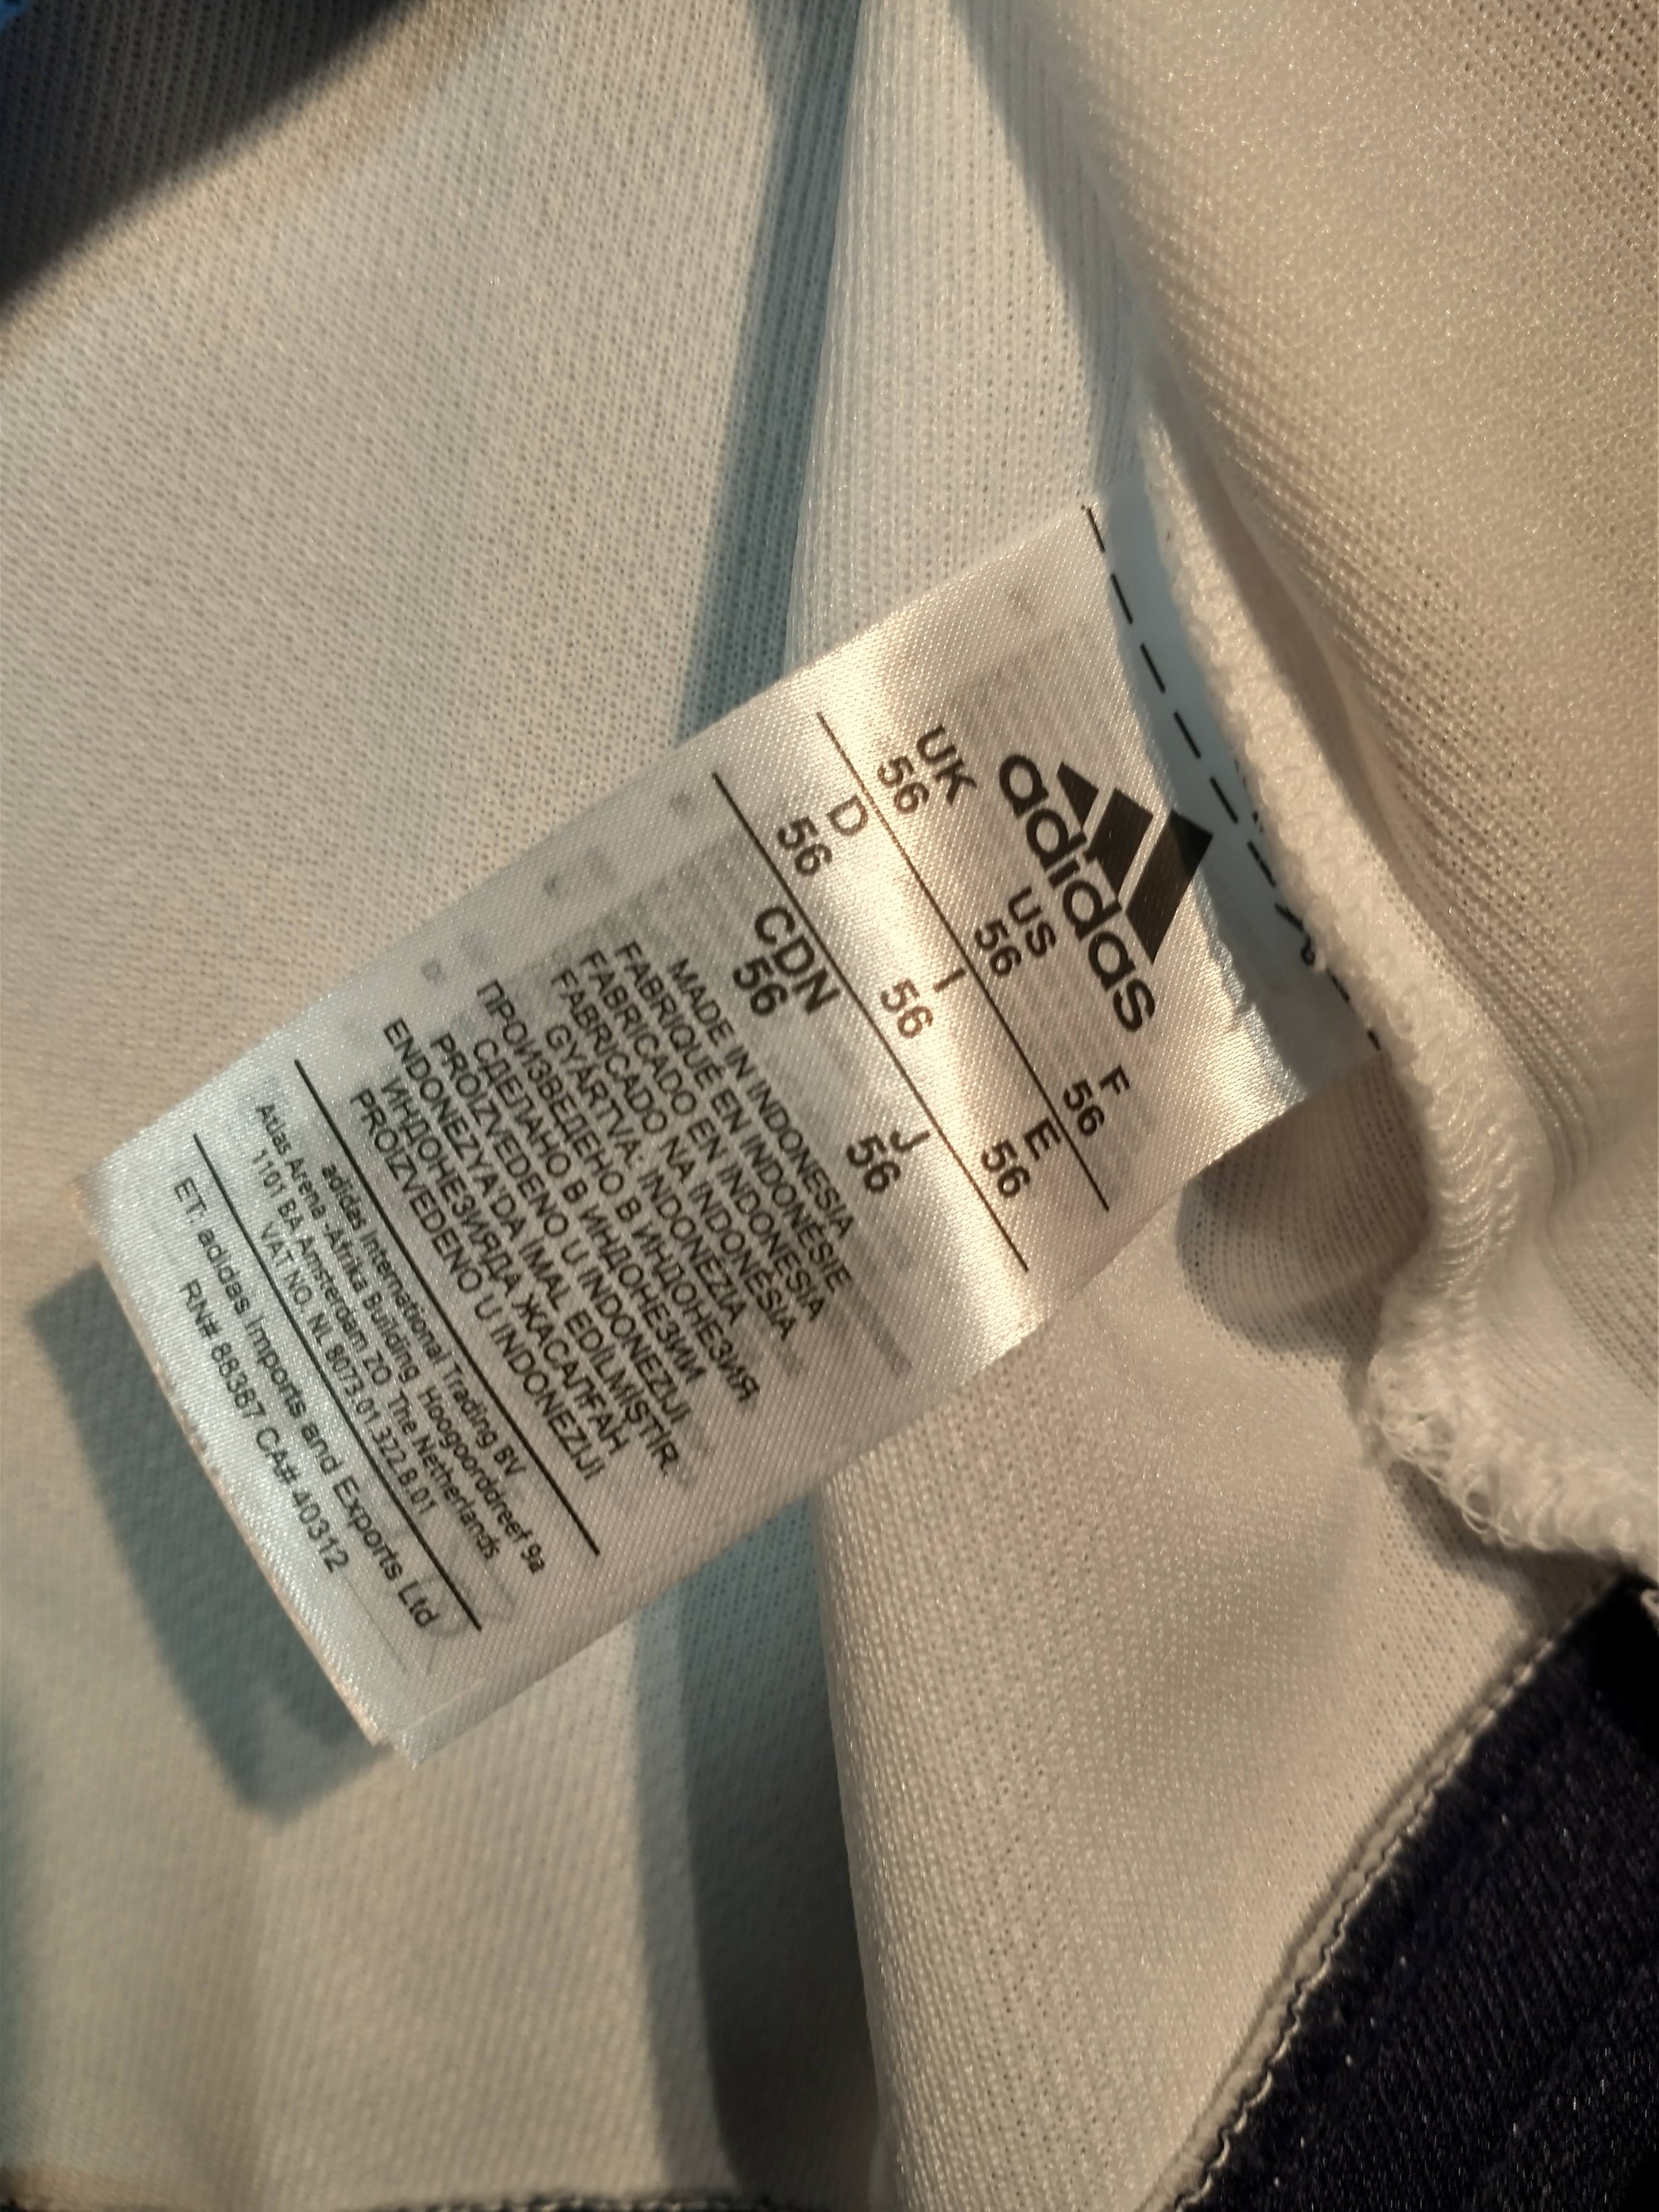 adidas
UK US F
56 56 56
D I E
56 56 56
CDN J
56 56
MADE IN INDONESIA
FABRIQUÉ EN INDONÉSIE
FABRICADO EN INDONESIA
FABRICADO NA INDONÉSIA
GYÁRTVA: INDONÉZIA
ПРОИЗВЕДЕНО В ИНДОНЕЗИЯ
СДЕЛАНО В ИНДОНЕЗИИ
PROIZVEDENO U INDONEZIJI.
ENDONEZYA'DA IMAL EDİLMİŞTİR.
ИНДОНЕЗИЯДА ЖАСАЛҒАН
PROIZVEDENO U INDONEZIJI
adidas International Trading BV
Atlas Arena -Afrika Building, Hoogoorddreef 9a
1101 BA Amsterdam ZO, The Netherlands
VAT NO. NL 8073.01.322.B.01
ET: adidas Imports and Exports Ltd
RN# 88387 CA# 40312